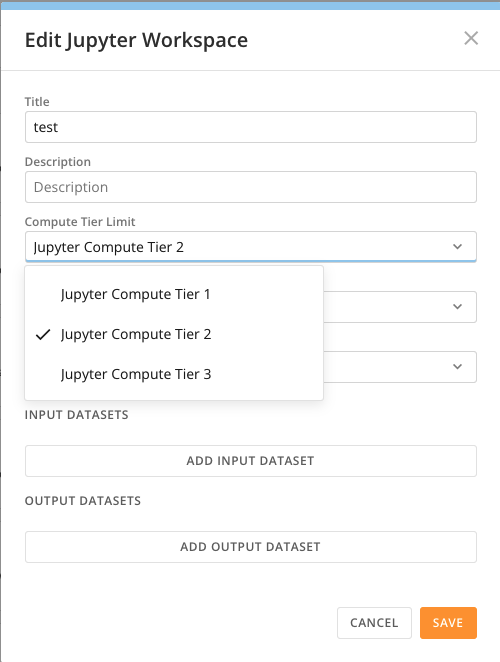 Edit Jupyter Workspace
Title
test
Description
Description
Compute Tier Limit
Jupyter Compute Tier 2
Jupyter Compute Tier 1
Jupyter Compute Tier 2
Jupyter Compute Tier 3
INPUT DATASETS
ADD INPUT DATASET
OUTPUT DATASETS
ADD OUTPUT DATASET
CANCEL
SAVE